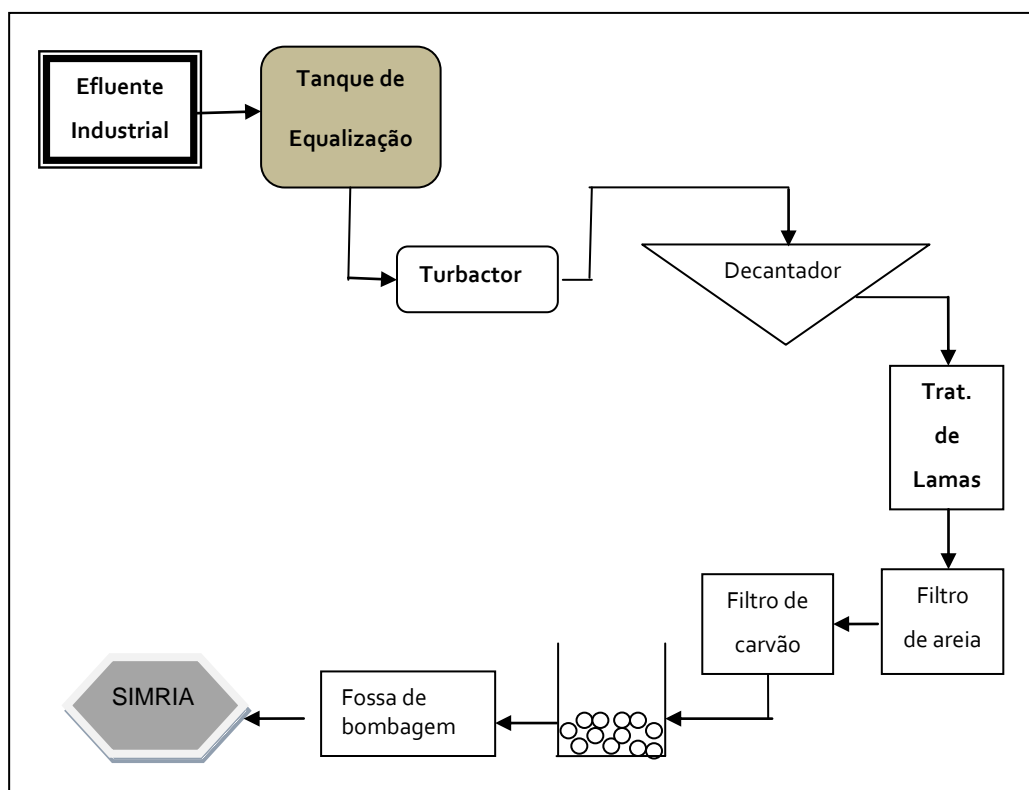 Efluente
Industrial
Tanque de
Equalização
Turbactor
Decantador
Trat.
de
Lamas
Filtro
de areia
Filtro de
carvão
Fossa de
bombagem
SIMRIA